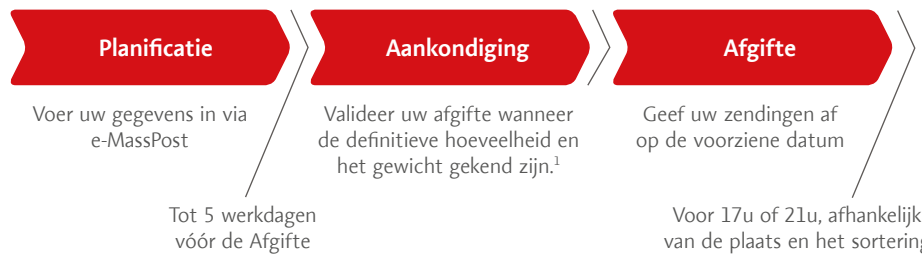 Planificatie
Voer uw gegevens in via
e-MassPost
Tot 5 werkdagen
vóór de Afgifte
Aankondiging
Valideer uw afgifte wanneer
de definitieve hoeveelheid en
het gewicht gekend zijn.¹
Afgifte
Geef uw zendingen af
op de voorziene datum
Voor 17u of 21u, afhankelijk
van de plaats en het sortering